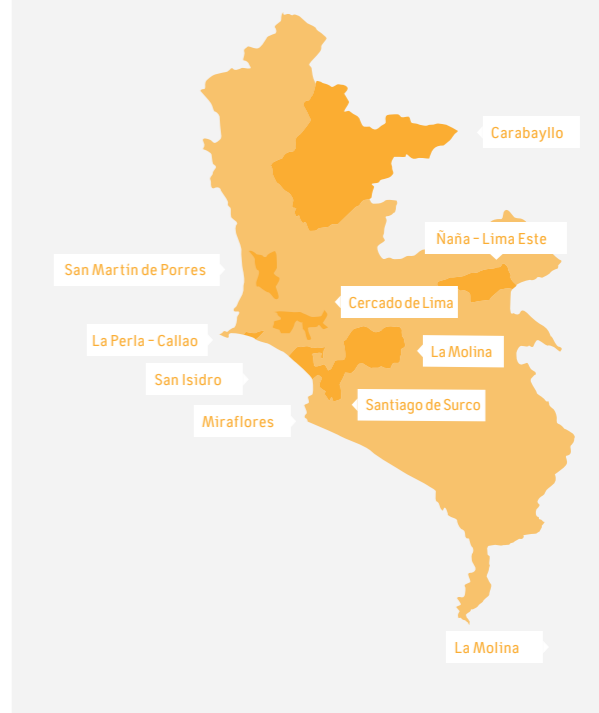 Carabayllo
Ñaña - Lima Este
San Martín de Porres
Cercado de Lima
La Perla - Callao
La Molina
San Isidro
Santiago de Surco
Miraflores
La Molina